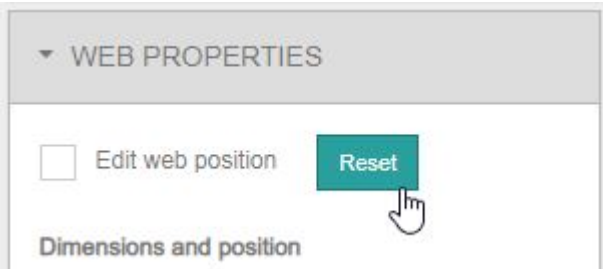 WEB PROPERTIES
Edit web position Reset
Dimensions and position